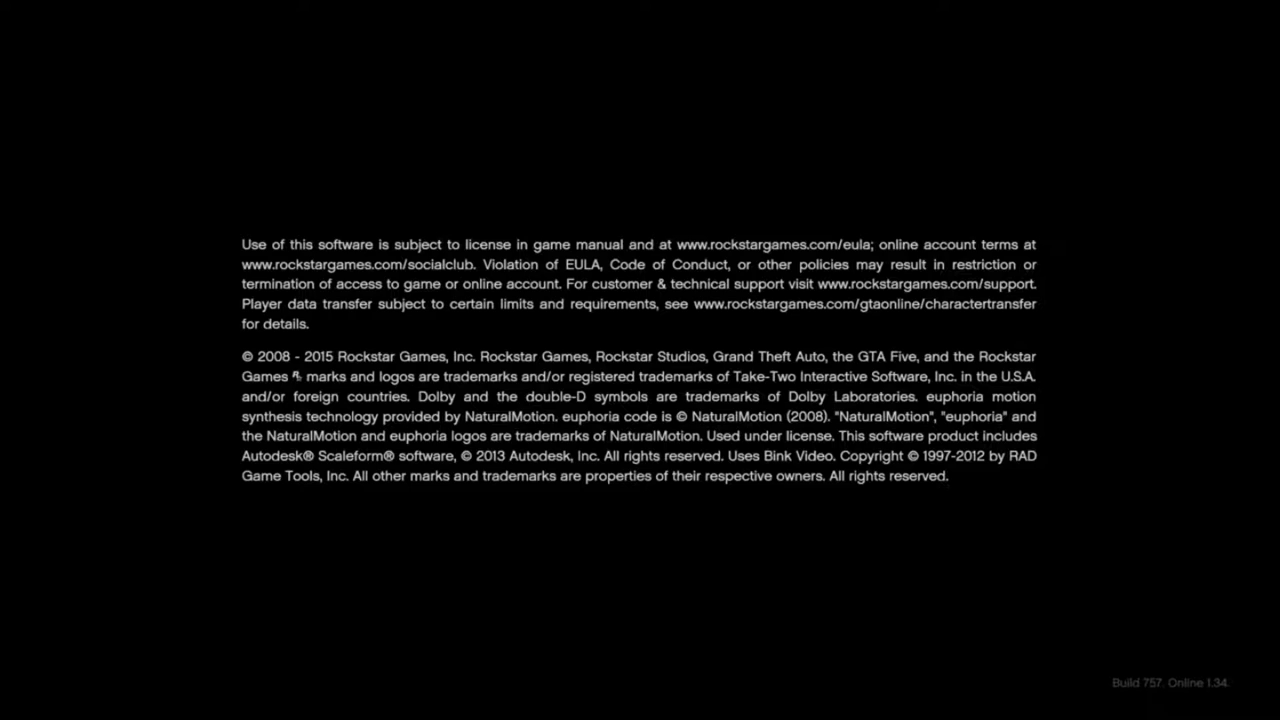 Use of this software is subject to license in game manual and at www.rockstargames.com/eula; online account terms at
www.rockstargames.com/socialclub. Violation of EULA, Code of Conduct, or other policies may result in restriction or
termination of access to game or online account. For customer & technical support visit www.rockstargames.com/support.
Player data transfer subject to certain limits and requirements, see www.rockstargames.com/gtaonline/charactertransfer
for details.
© 2008 - 2015 Rockstar Games, Inc. Rockstar Games, Rockstar Studios, Grand Theft Auto, the GTA Five, and the Rockstar
Games R* marks and logos are trademarks and/or registered trademarks of Take-Two Interactive Software, Inc. in the U.S.A.
and/or foreign countries. Dolby and the double-D symbols are trademarks of Dolby Laboratories. euphoria motion
synthesis technology provided by NaturalMotion. euphoria code is © NaturalMotion (2008). "NaturalMotion", "euphoria" and
the NaturalMotion and euphoria logos are trademarks of NaturalMotion. Used under license. This software product includes
Autodesk® Scaleform® software, © 2013 Autodesk, Inc. All rights reserved. Uses Bink Video. Copyright © 1997-2012 by RAD
Game Tools, Inc. All other marks and trademarks are properties of their respective owners. All rights reserved.
Build 757. Online 1.34.